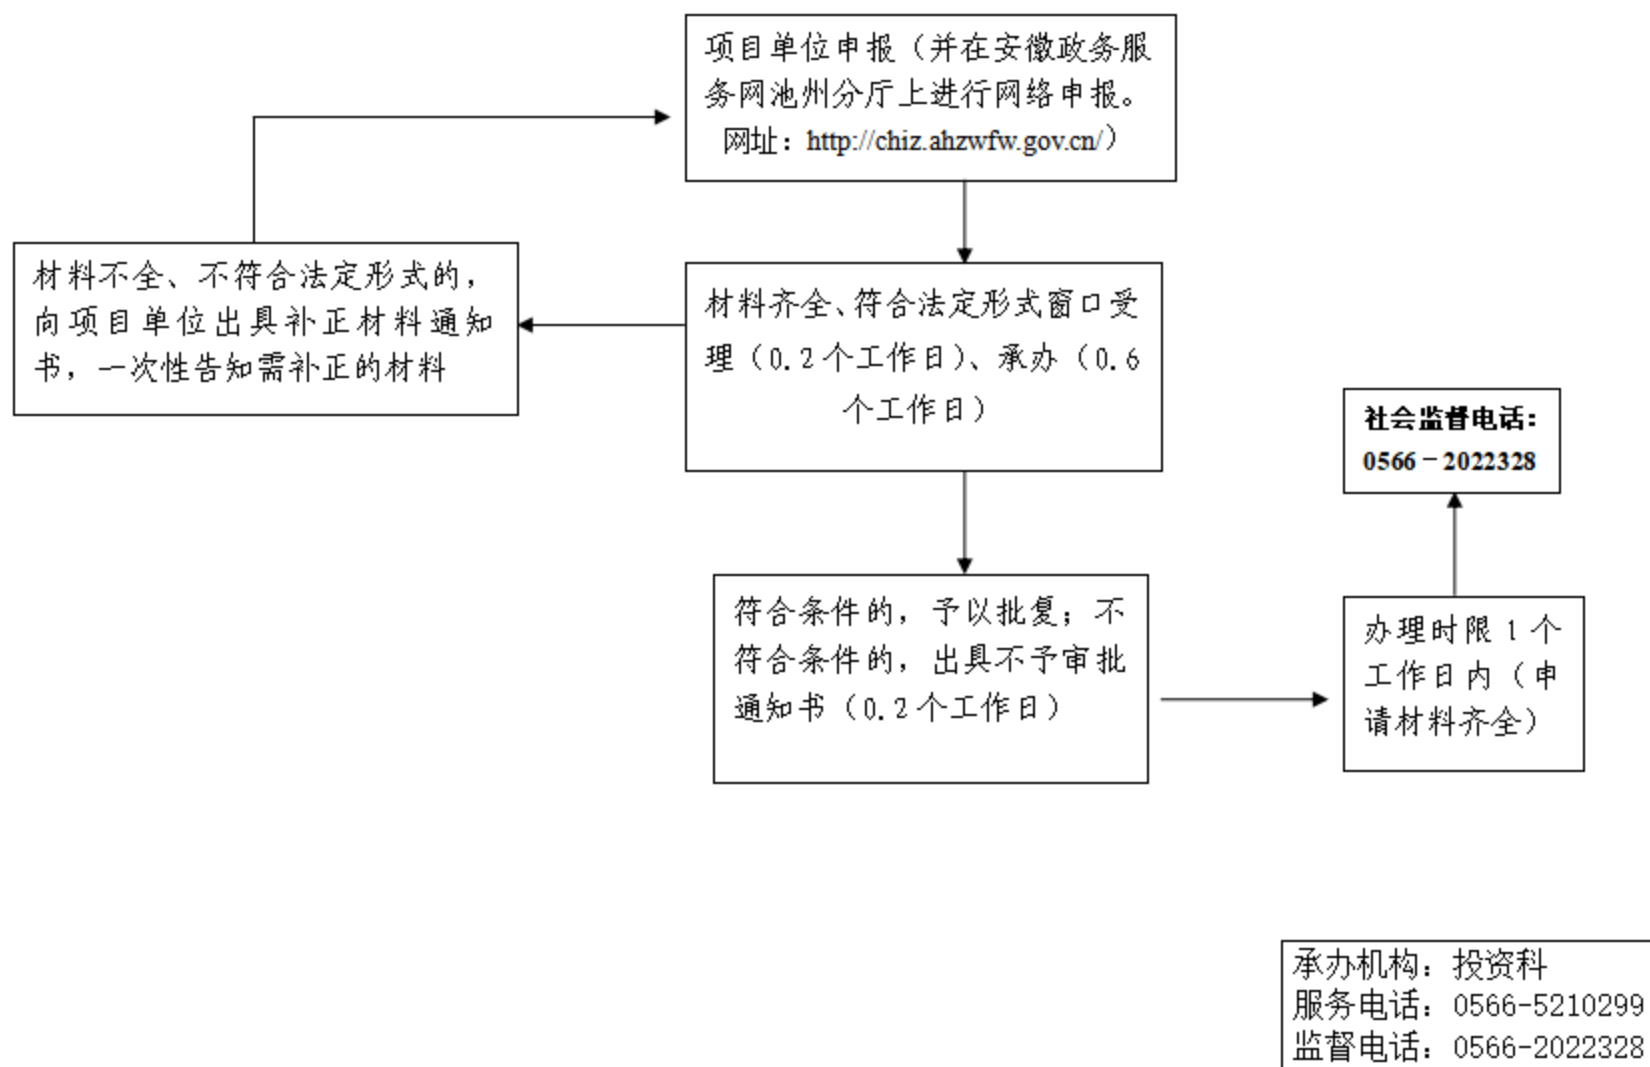 项目单位申报（并在安徽政务服
务网池州分厅上进行网络申报。
网址：http://chiz.ahzwfw.gov.cn/）
材料不全、不符合法定形式的，
向项目单位出具补正材料通知
书，一次性告知需补正的材料
材料齐全、符合法定形式窗口受
理（0.2个工作日）、承办（0.6
个工作日）
社会监督电话：
0566－2022328
符合条件的，予以批复；不
符合条件的，出具不予审批
通知书（0.2个工作日）
办理时限1个
工作日内（申
请材料齐全）
承办机构：投资科
服务电话：0566-5210299
监督电话：0566-2022328